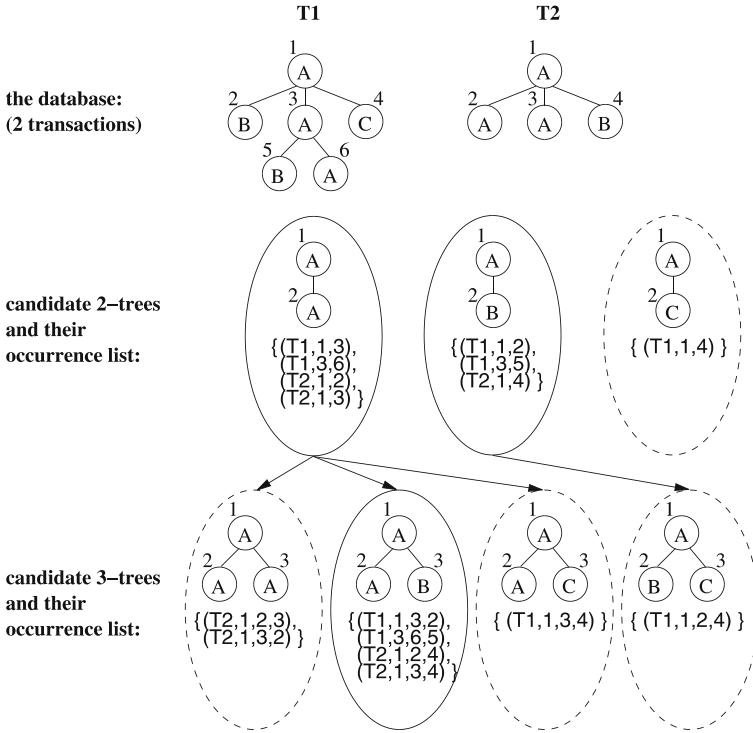 T1 T2
the database:
(2 transactions)
1 A
2 B 3 A 4 C
5 B 6 A
1 A
2 A 3 A 4 B
candidate 2−trees
and their
occurrence list:
1 A
2 A
{(T1,1,3),
(T1,3,6),
(T2,1,2),
(T2,1,3) }
1 A
2 B
{(T1,1,2),
(T1,3,5),
(T2,1,4) }
1 A
2 C
{ (T1,1,4) }
candidate 3−trees
and their
occurrence list:
1 A
2 A 3 A
{(T2,1,2,3),
(T2,1,3,2) }
1 A
2 A 3 B
{(T1,1,3,2),
(T1,3,6,5),
(T2,1,2,4),
(T2,1,3,4) }
1 A
2 A 3 C
{ (T1,1,3,4) }
1 A
2 B 3 C
{ (T1,1,2,4) }